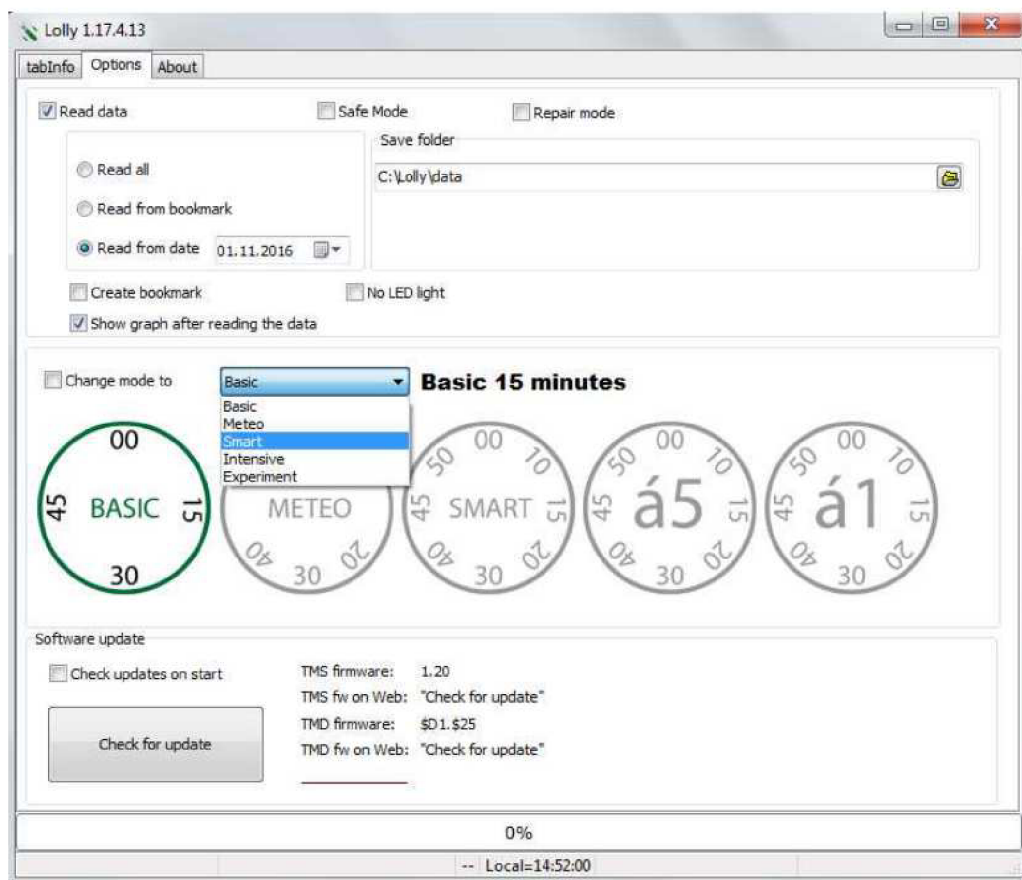 Lolly 1.17.4.13
tabInfo Options About
Read data Safe Mode Repair mode
Save folder
Read all
C:\Lolly\data
Read from bookmark
Read from date 01.11.2016
Create bookmark No LED light
Show graph after reading the data
Change mode to Basic Basic 15 minutes
Basic
Meteo
Smart
Intensive
Experiment
00 15 30 45 BASIC
METEO 20 30 40
00 10 15 20 30 40 45 50 SMART
00 10 15 20 30 40 45 50 á5
00 10 15 20 30 40 45 50 á1
Software update
Check updates on start
TMS firmware: 1.20
TMS fw on Web: "Check for update"
Check for update
TMD firmware: $D1.$25
TMD fw on Web: "Check for update"
0%
-- Local=14:52:00